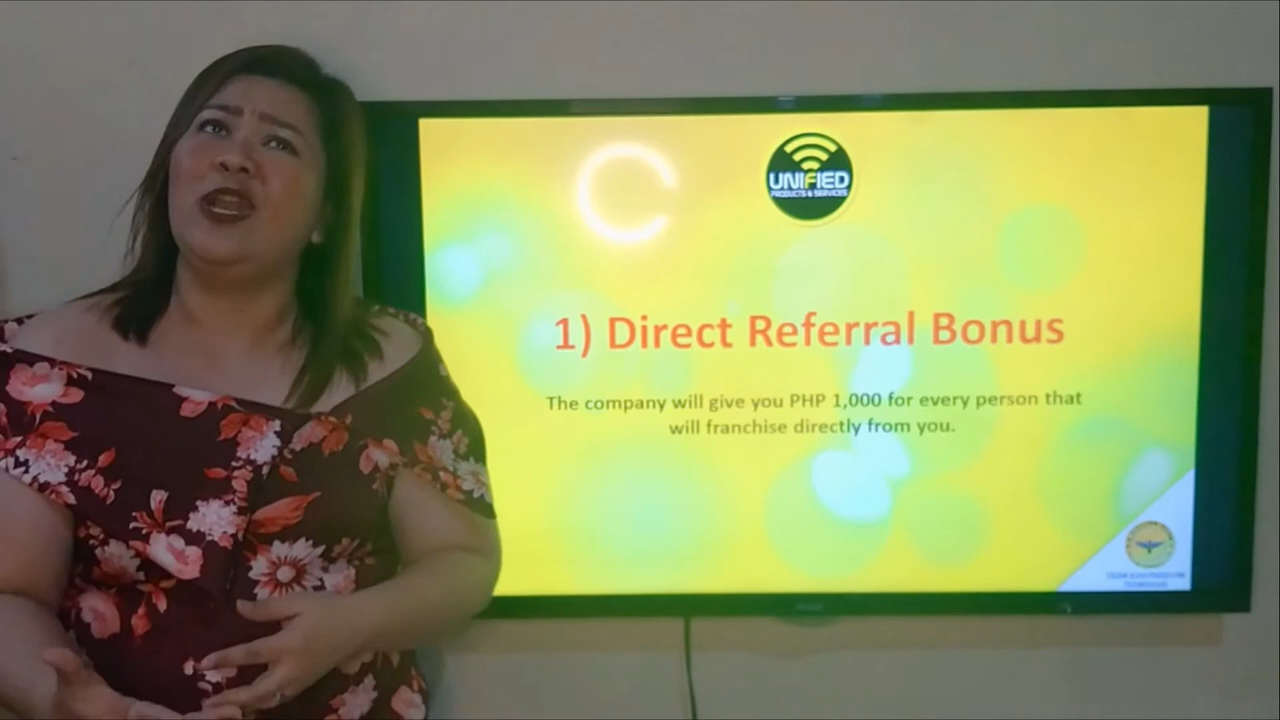 UNIFIED
PRODUCTS & SERVICES
1) Direct Referral Bonus
The company will give you PHP 1,000 for every person that
will franchise directly from you.